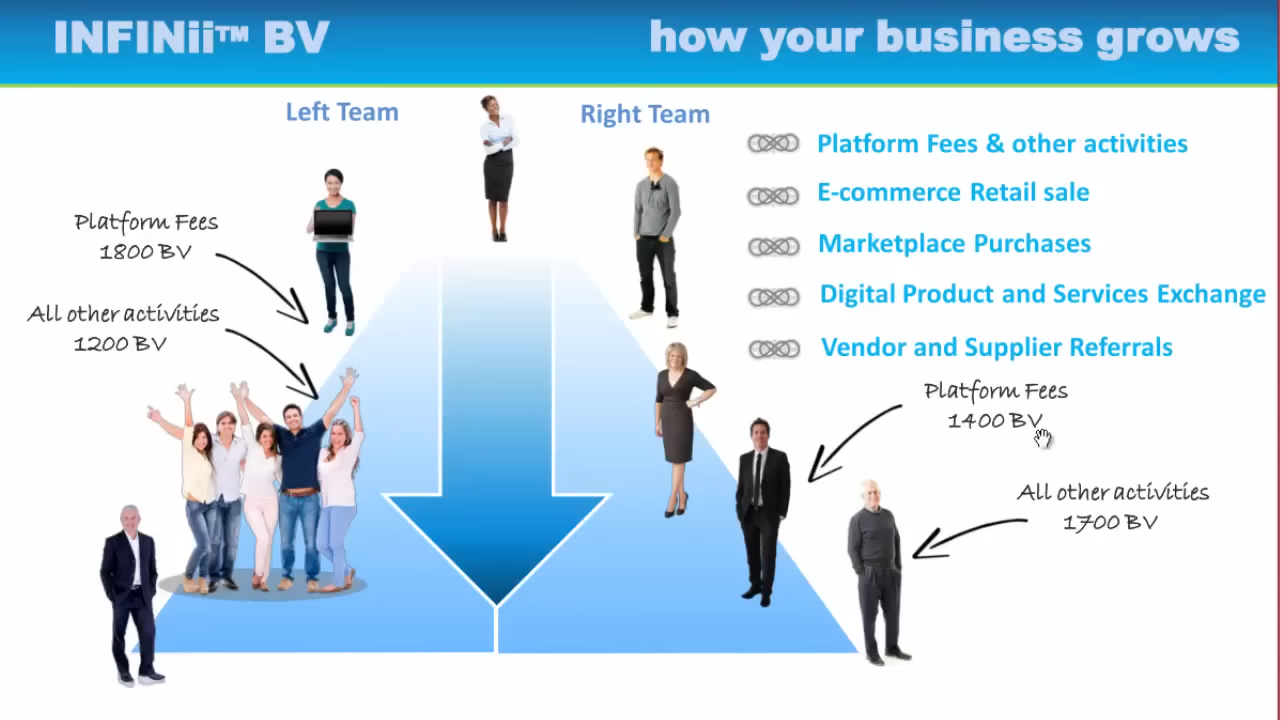 INFINii™ BV
how your business grows
Left Team
Right Team
Platform Fees & other activities
E-commerce Retail sale
Marketplace Purchases
Digital Product and Services Exchange
Vendor and Supplier Referrals
Platform Fees
1800 BV
All other activities
1200 BV
Platform Fees
1400 BV
All other activities
1700 BV